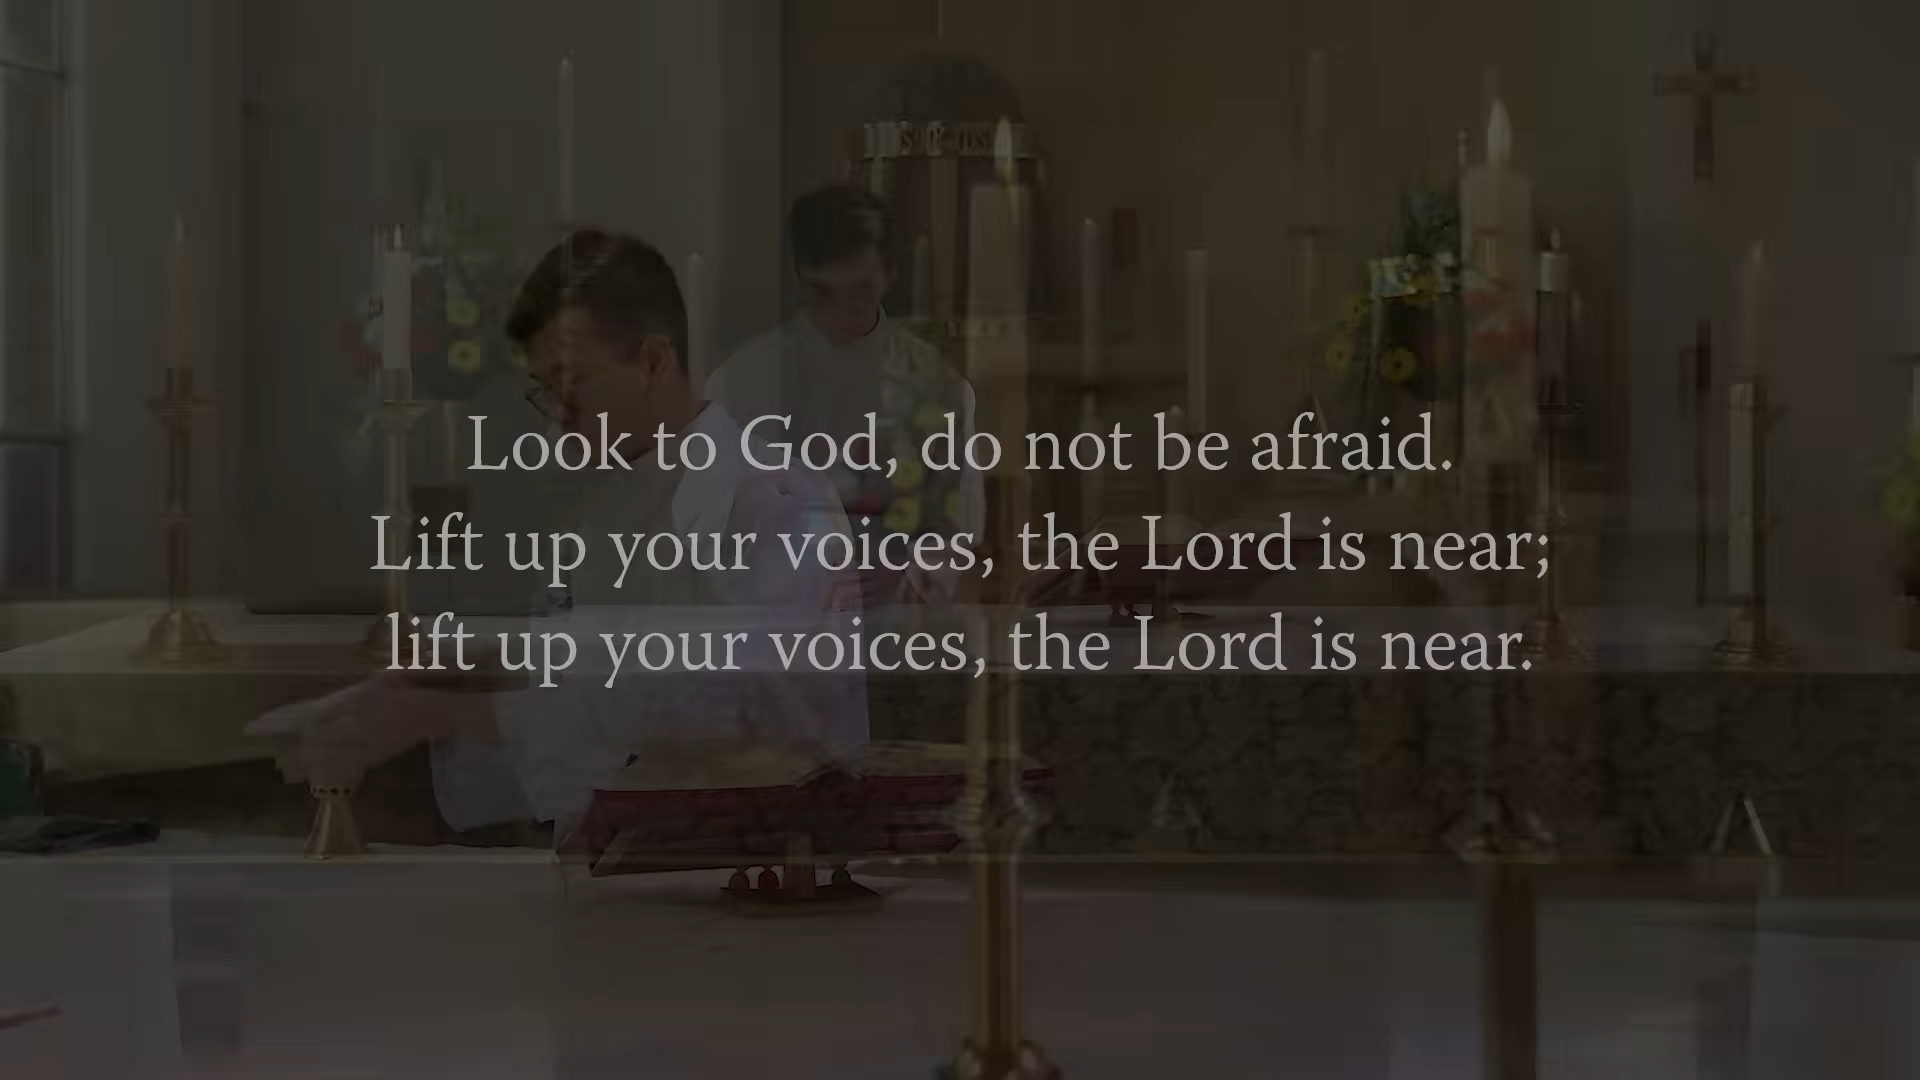 Look to God, do not be afraid.
Lift up your voices, the Lord is near;
lift up your voices, the Lord is near.